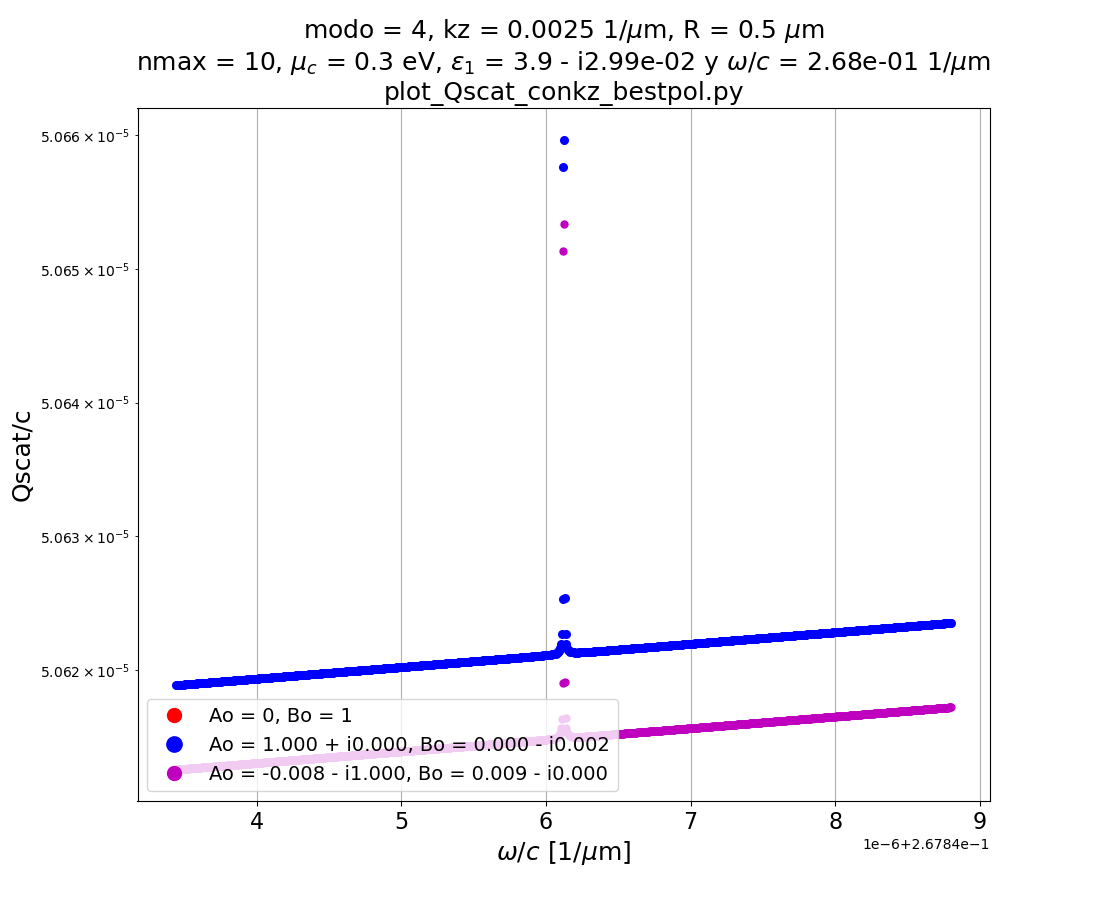 modo = 4, kz = 0.0025 1/μm, R = 0.5 μm
nmax = 10, μc = 0.3 eV, ε1 = 3.9 - i2.99e-02 y ω/c = 2.68e-01 1/μm
plot_Qscat_conkz_bestpol.py
5.066 × 10⁻⁵
5.065 × 10⁻⁵
5.064 × 10⁻⁵
5.063 × 10⁻⁵
5.062 × 10⁻⁵
Qscat/c
Ao = 0, Bo = 1
Ao = 1.000 + i0.000, Bo = 0.000 - i0.002
Ao = -0.008 - i1.000, Bo = 0.009 - i0.000
4 5 6 7 8 9
1e-6+2.6784e-1
ω/c [1/μm]